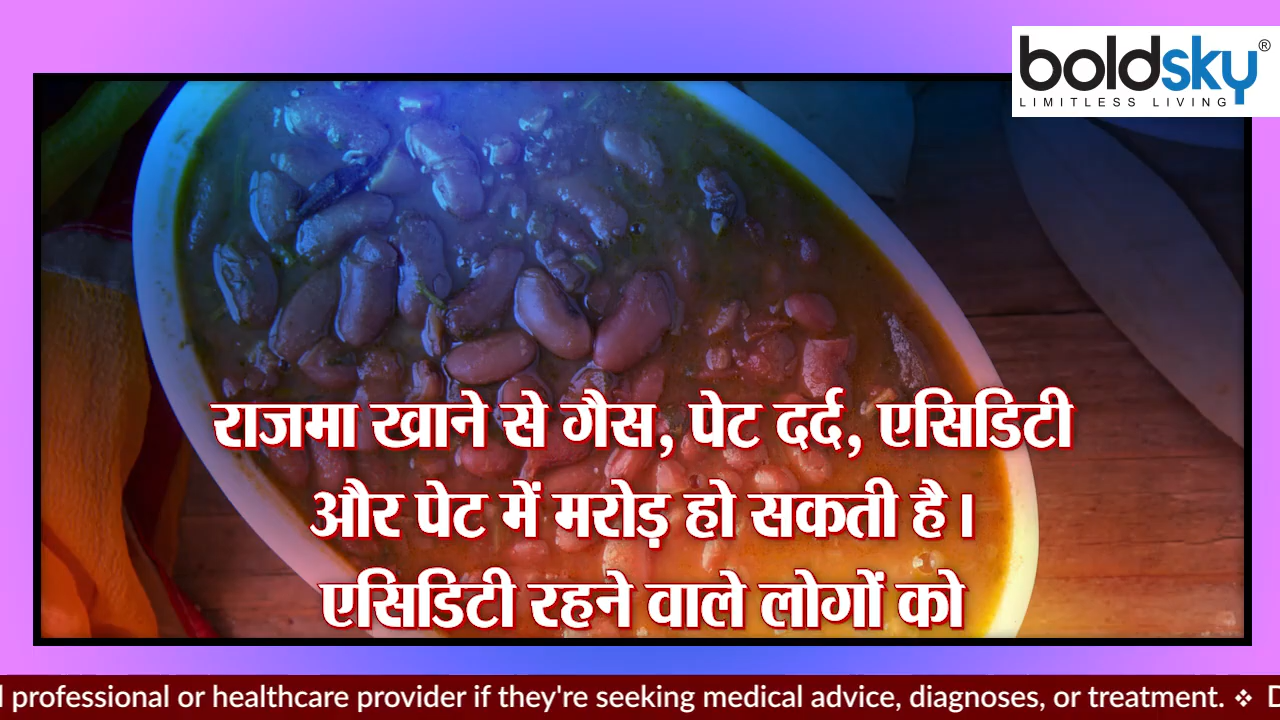 boldsky®
LIMITLESS LIVING
राजमा खाने से गैस, पेट दर्द, एसिडिटी
और पेट में मरोड़ हो सकती है।
एसिडिटी रहने वाले लोगों को
professional or healthcare provider if they're seeking medical advice, diagnoses, or treatment. ❖